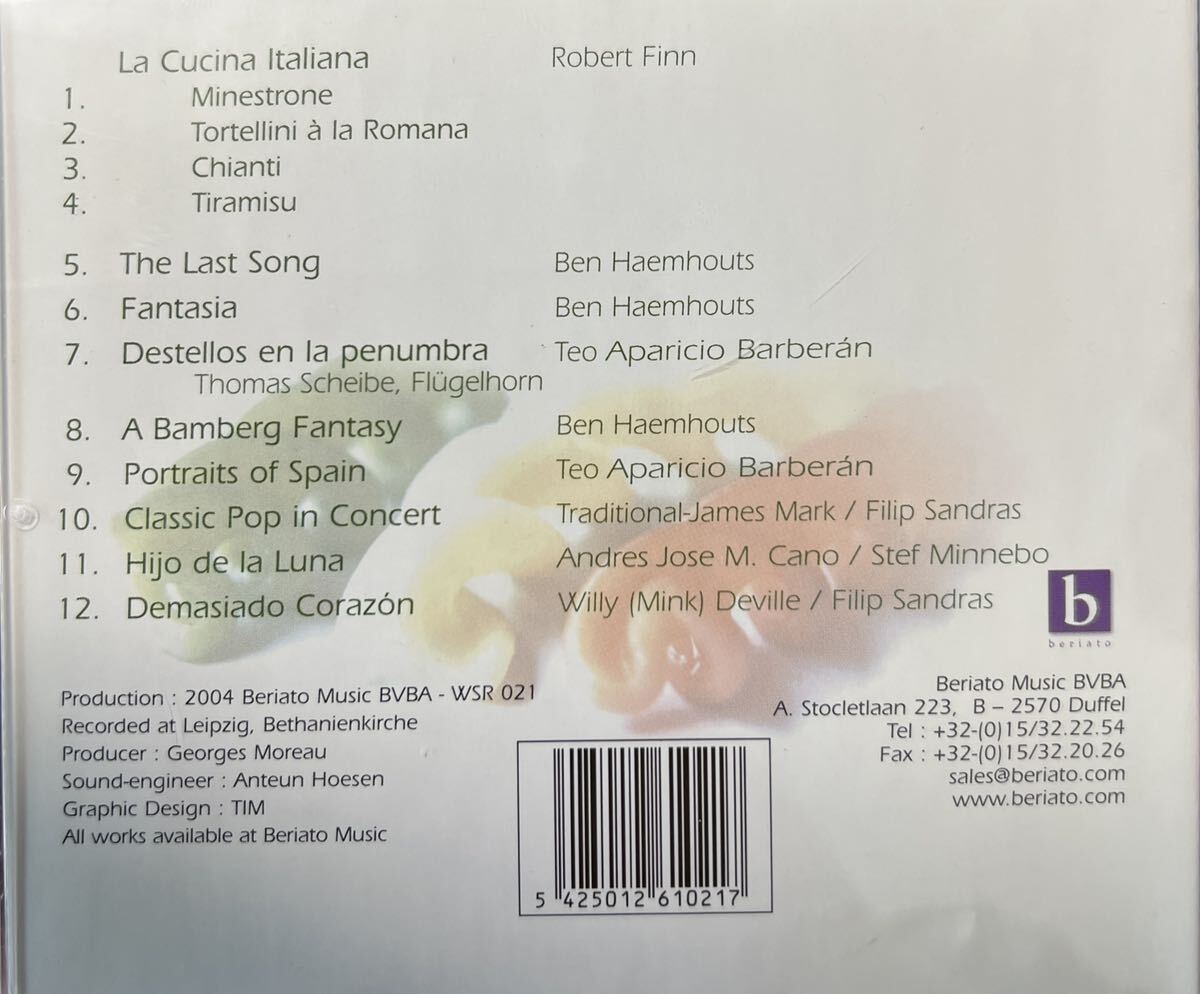 La Cucina Italiana Robert Finn
1. Minestrone
2. Tortellini à la Romana
3. Chianti
4. Tiramisu
5. The Last Song Ben Haemhouts
6. Fantasia Ben Haemhouts
7. Destellos en la penumbra Teo Aparicio Barberán
Thomas Scheibe, Flügelhorn
8. A Bamberg Fantasy Ben Haemhouts
9. Portraits of Spain Teo Aparicio Barberán
10. Classic Pop in Concert Traditional-James Mark / Filip Sandras
11. Hijo de la Luna Andres Jose M. Cano / Stef Minnebo
12. Demasiado Corazón Willy (Mink) Deville / Filip Sandras
b
beriato
Production : 2004 Beriato Music BVBA - WSR 021
Recorded at Leipzig, Bethanienkirche
Producer : Georges Moreau
Sound-engineer : Anteun Hoesen
Graphic Design : TIM
All works available at Beriato Music
Beriato Music BVBA
A. Stocletlaan 223, B – 2570 Duffel
Tel : +32-(0)15/32.22.54
Fax : +32-(0)15/32.20.26
sales@beriato.com
www.beriato.com
5 425012 610217